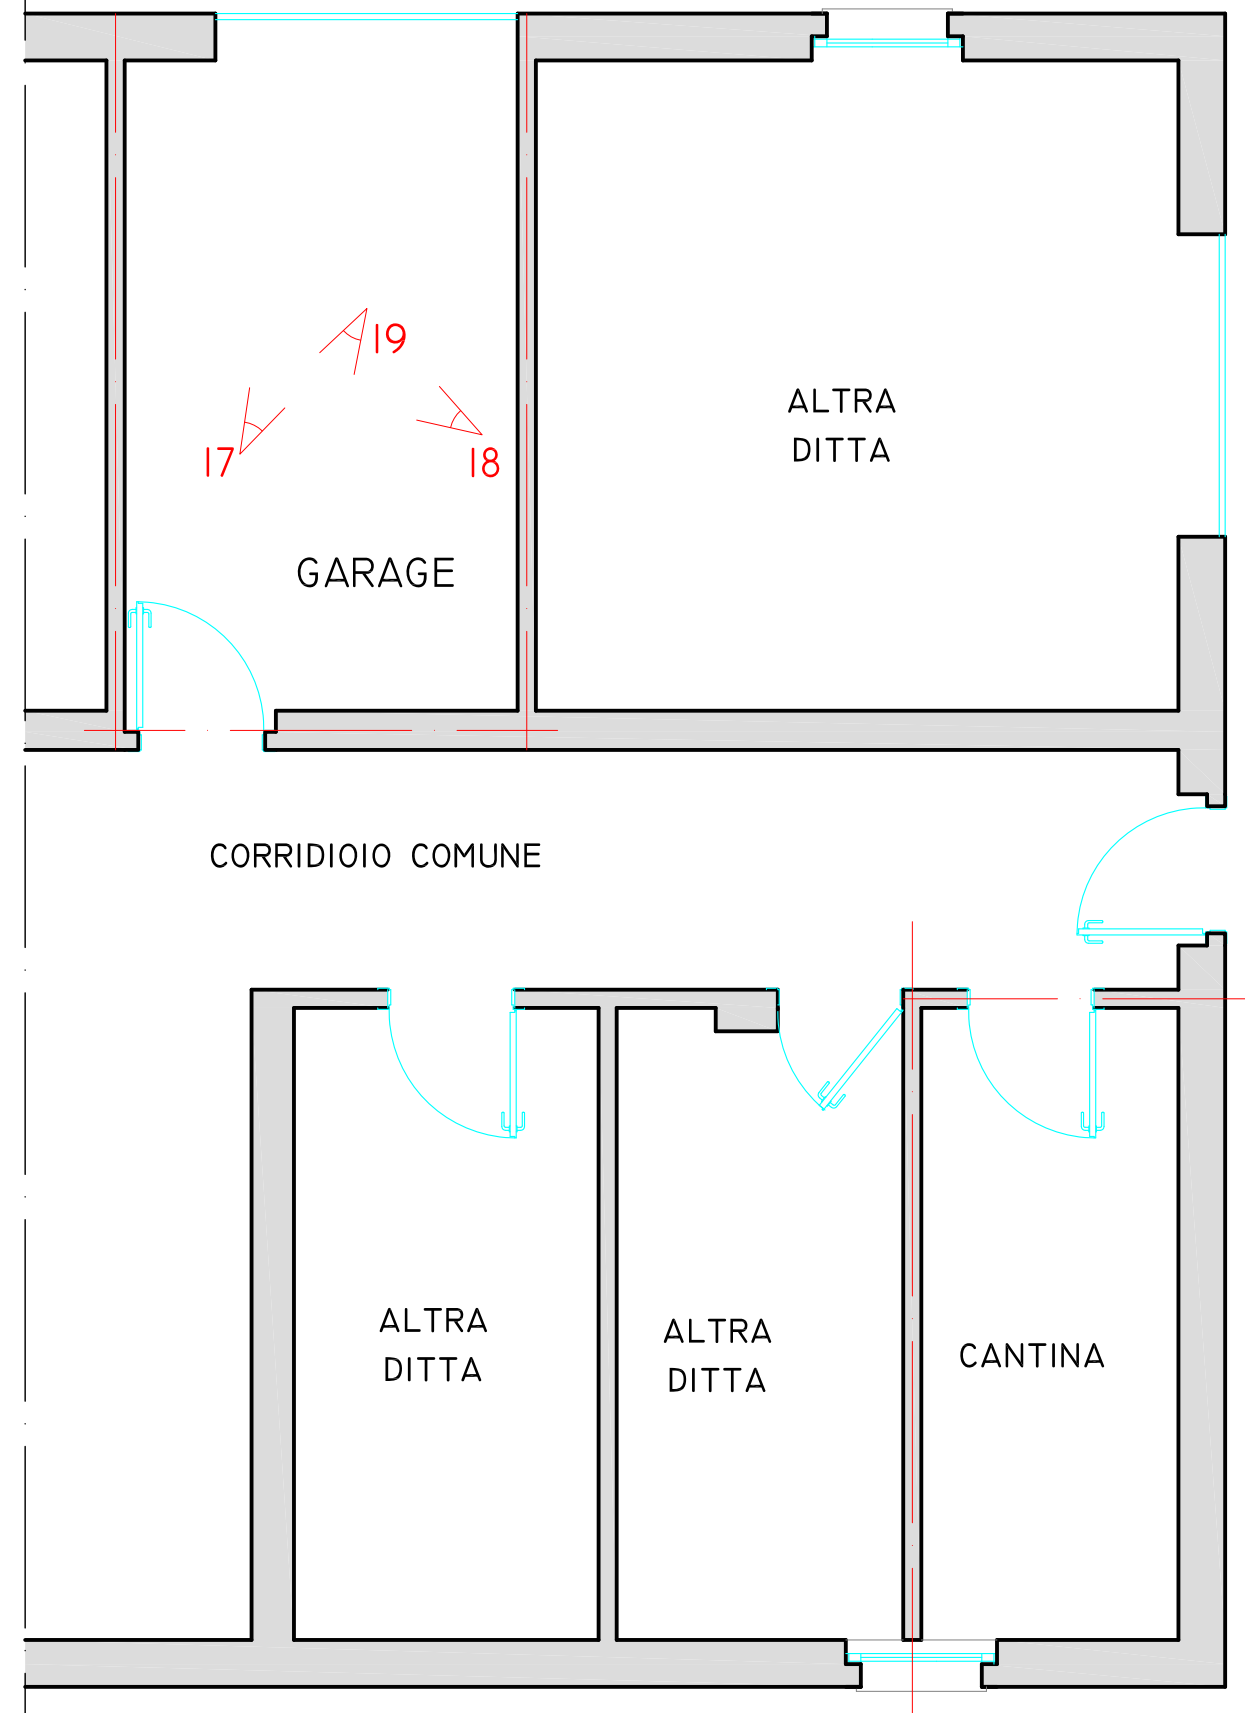 19
17
18
ALTRA
DITTA
GARAGE
CORRIDIOIO COMUNE
ALTRA
DITTA
ALTRA
DITTA
CANTINA